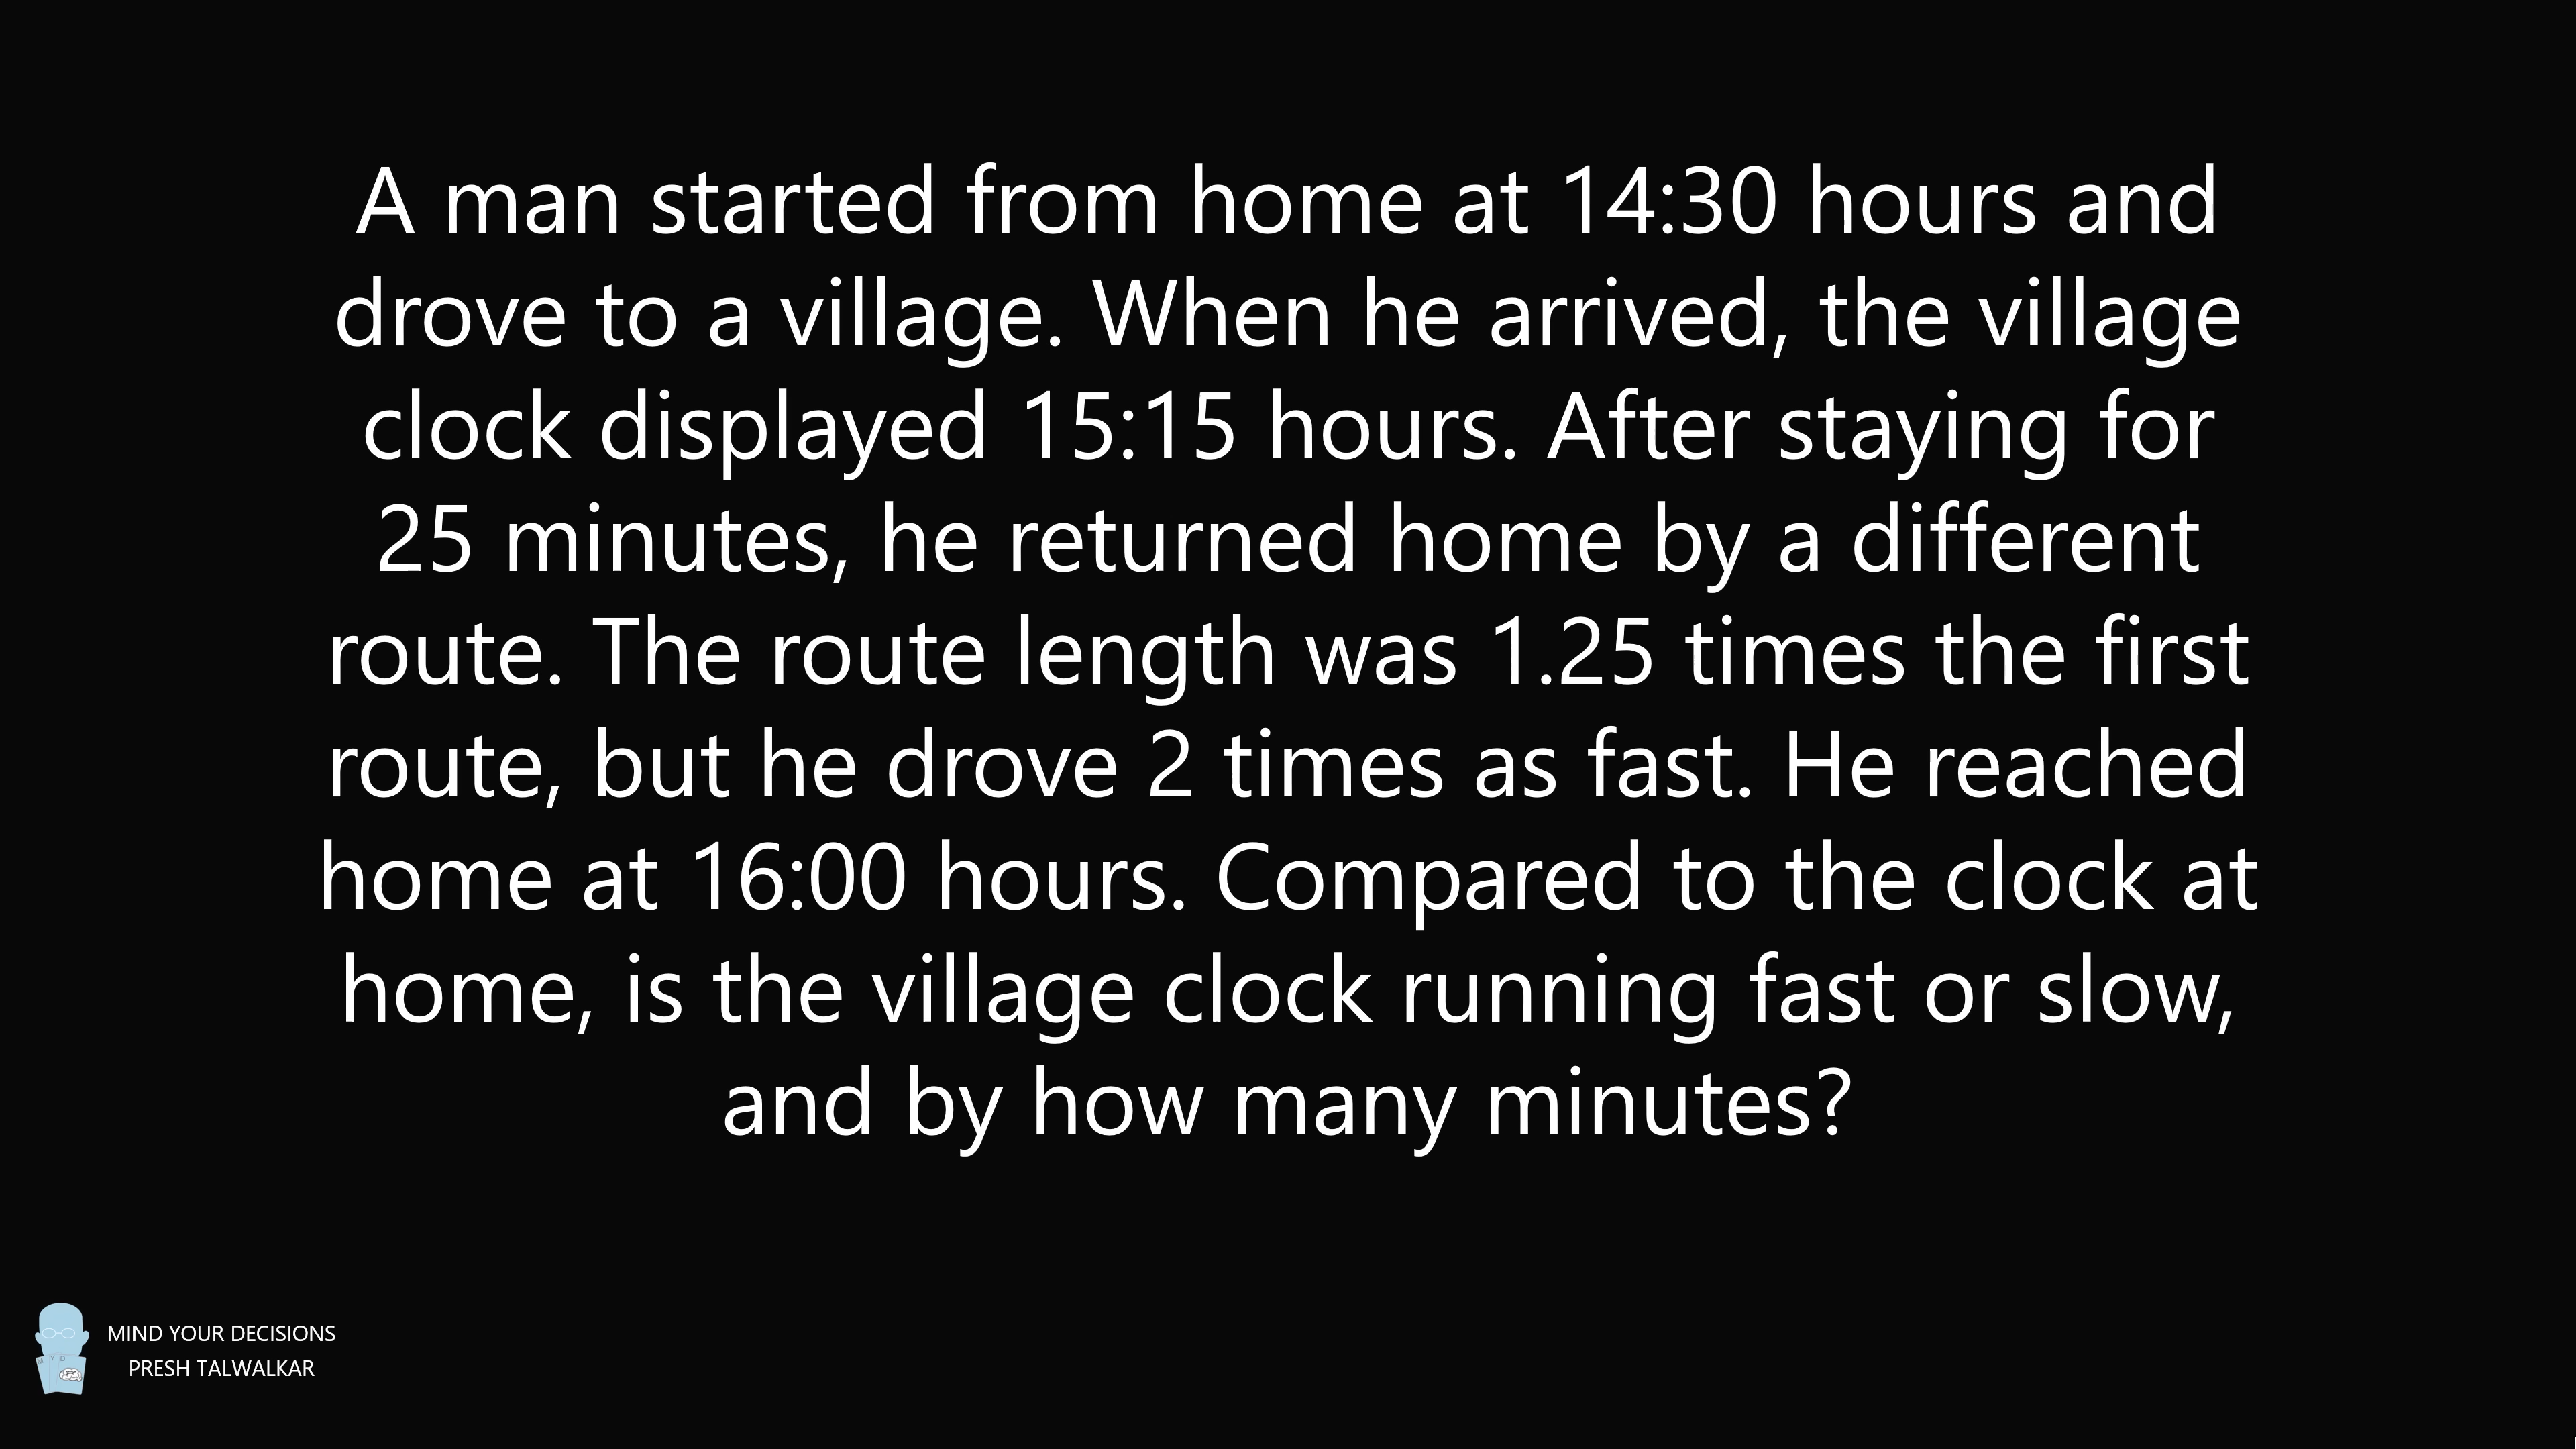 A man started from home at 14:30 hours and
drove to a village. When he arrived, the village
clock displayed 15:15 hours. After staying for
25 minutes, he returned home by a different
route. The route length was 1.25 times the first
route, but he drove 2 times as fast. He reached
home at 16:00 hours. Compared to the clock at
home, is the village clock running fast or slow,
and by how many minutes?
M Y D
MIND YOUR DECISIONS
PRESH TALWALKAR